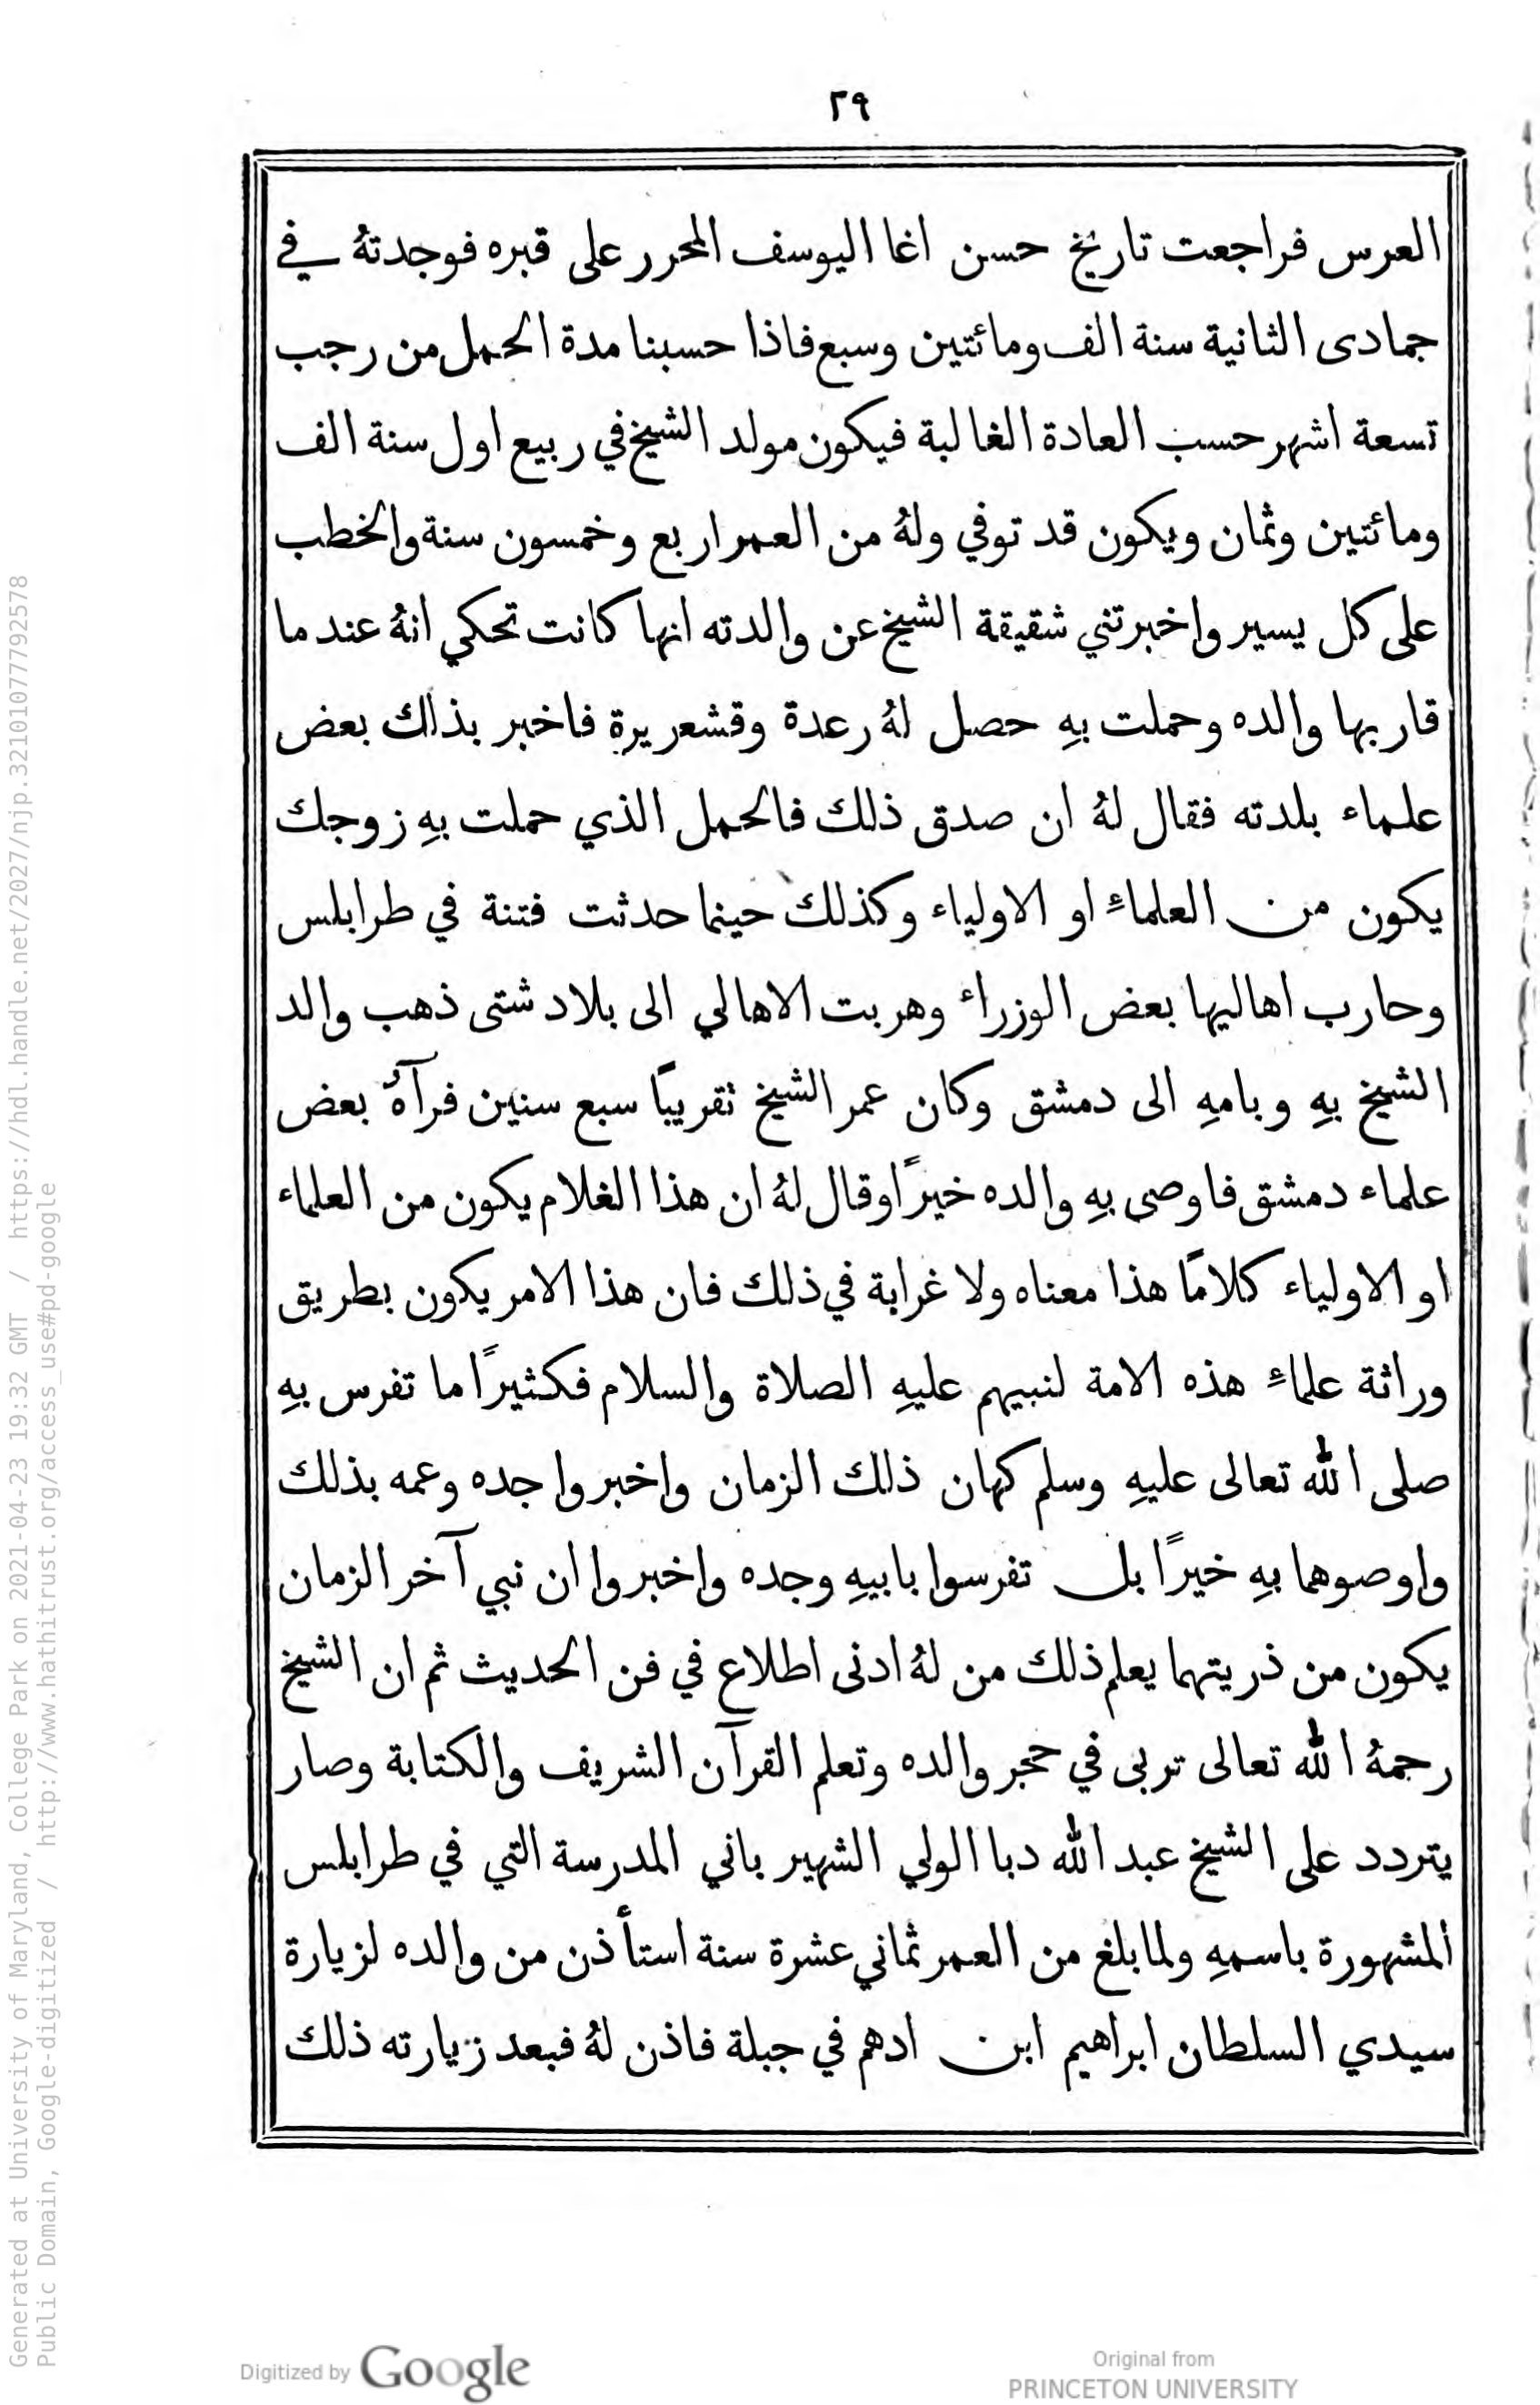 ٢٩
العرس فراجعت تاريخ حسن اغا اليوسف المحرر على قبره فوجدتهُ في
جمادى الثانية سنة الف ومائتين وسبع فاذا حسبنا مدة الحمل من رجب
تسعة اشهر حسب العادة الغالبة فيكون مولد الشيخ في ربيع اول سنة الف
ومائتين وثمان ويكون قد توفي ولهُ من العمر اربع وخمسون سنة والخطب
على كل يسير واخبرتني شقيقة الشيخ عن والدته انها كانت تحكي انهُ عند ما
قاربها والده وحملت بهِ حصل لهُ رعدة وقشعريرة فاخبر بذلك بعض
علماء بلدته فقال لهُ ان صدق ذلك فالحمل الذي حملت بهِ زوجك
يكون من العلماءِ او الاولياء وكذلك حينما حدثت فتنة في طرابلس
وحارب اهاليها بعض الوزراء وهربت الاهالي الى بلاد شتى ذهب والد
الشيخ بهِ وبامهِ الى دمشق وكان عمر الشيخ تقريبًا سبع سنين فرآهُ بعض
علماء دمشق فاوصى بهِ والده خيرًا وقال لهُ ان هذا الغلام يكون من العلماء
او الاولياء كلامًا هذا معناه ولا غرابة في ذلك فان هذا الامر يكون بطريق
وراثة علماءِ هذه الامة لنبيهم عليهِ الصلاة والسلام فكثيرًا ما تفرس بهِ
صلى الله تعالى عليهِ وسلم كهان ذلك الزمان واخبروا جده وعمه بذلك
واوصوهما بهِ خيرًا بل تفرسوا بابيهِ وجده واخبروا ان نبي آخر الزمان
يكون من ذريتهما يعلم ذلك من لهُ ادنى اطلاع في فن الحديث ثم ان الشيخ
رحمهُ الله تعالى تربى في حجر والده وتعلم القرآن الشريف والكتابة وصار
يتردد على الشيخ عبد الله دبا الولي الشهير باني المدرسة التي في طرابلس
المشهورة باسمهِ ولما بلغ من العمر ثماني عشرة سنة استأذن من والده لزيارة
سيدي السلطان ابراهيم ابن ادهم في جبلة فاذن لهُ فبعد زيارته ذلك
Generated at University of Maryland, College Park on 2021-04-23 19:32 GMT / https://hdl.handle.net/2027/njp.32101077792578
Public Domain, Google-digitized / http://www.hathitrust.org/access_use#pd-google
Digitized by Google
Original from
PRINCETON UNIVERSITY